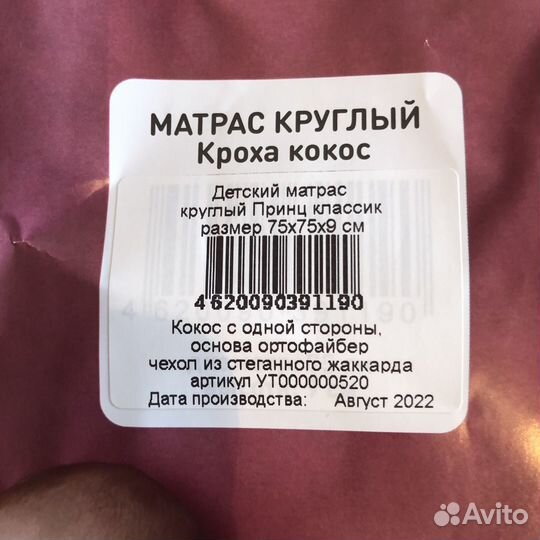 МАТРАС КРУГЛЫЙ
Кроха кокос
Детский матрас
круглый Принц классик
размер 75х75х9 см
4620090391190
Кокос с одной стороны,
основа ортофайбер
чехол из стеганного жаккарда
артикул УТ000000520
Дата производства: Август 2022
Avito